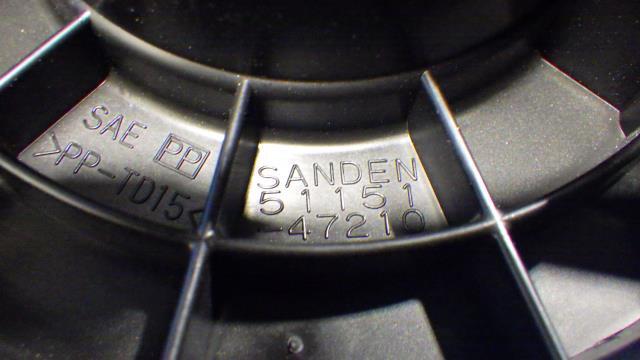 SAE PP
>PP-TD15<
SANDEN
51151
-47210